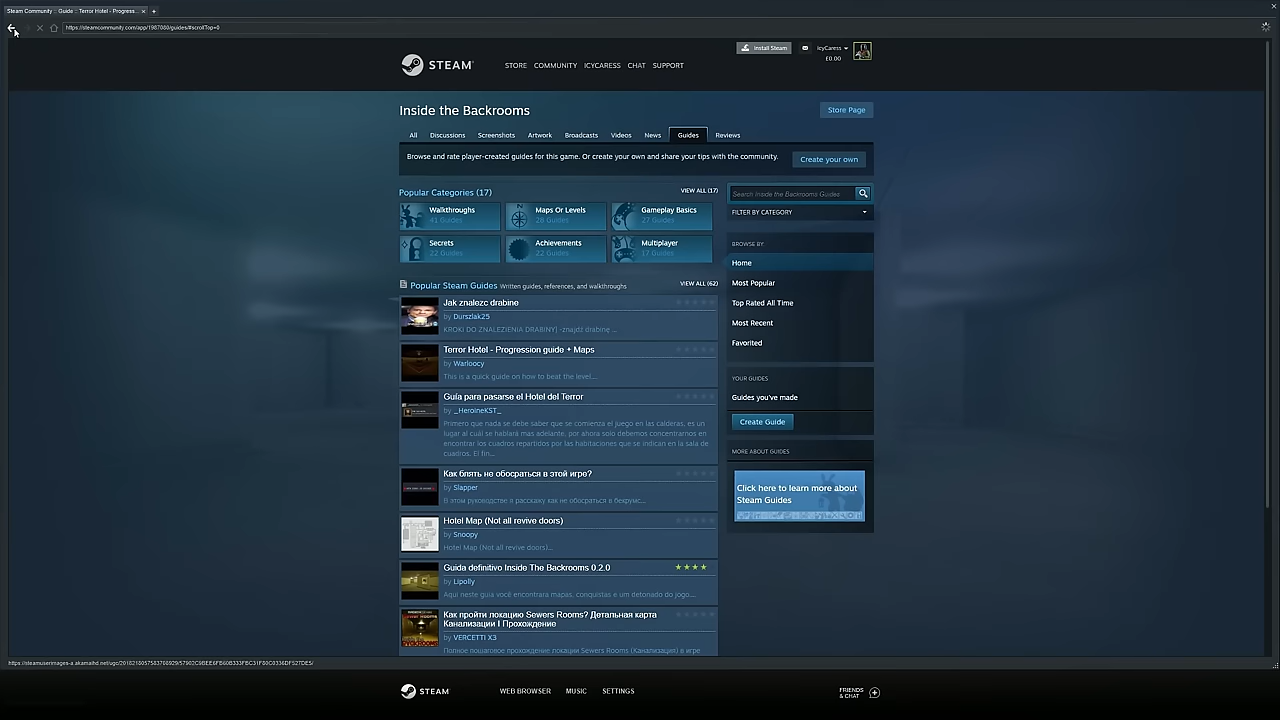 Steam Community :: Guide :: Terror Hotel - Progress...
https://steamcommunity.com/app/1987080/guides/#scrollTop=0
Install Steam
IcyCaress
£0.00
STEAM
STORE COMMUNITY ICYCARESS CHAT SUPPORT
Inside the Backrooms
Store Page
All Discussions Screenshots Artwork Broadcasts Videos News Guides Reviews
Browse and rate player-created guides for this game. Or create your own and share your tips with the community.
Create your own
Popular Categories (17)
VIEW ALL (17)
Walkthroughs
41 Guides
Maps Or Levels
28 Guides
Gameplay Basics
27 Guides
Secrets
22 Guides
Achievements
22 Guides
Multiplayer
17 Guides
Popular Steam Guides Written guides, references, and walkthroughs
VIEW ALL (62)
Jak znalezc drabine
by Durszlak25
KROKI DO ZNALEZIENIA DRABINY| -znajdź drabinę ...
Terror Hotel - Progression guide + Maps
by Warloocy
This is a quick guide on how to beat the level....
Guía para pasarse el Hotel del Terror
by _HeroineKST_
Primero que nada se debe saber que se comienza el juego en las calderas, es un
lugar al cuál se hablará mas adelante, por ahora solo debemos concentrarnos en
encontrar los cuadros repartidos por las hábitaciones que se indican en la sala de
cuadros. El fin...
Как блять не обосраться в этой игре?
by Slapper
В этом руководстве я расскажу как не обосраться в бекрумс...
Hotel Map (Not all revive doors)
by Snoopy
Hotel Map (Not all revive doors)...
Guida definitivo Inside The Backrooms 0.2.0
by Lipolly
Aqui neste guia você encontrara mapas, conquistas e um detonado do jogo....
Как пройти локацию Sewers Rooms? Детальная карта
Канализации I Прохождение
by VERCETTI X3
Полное пошаговое прохождение локации Sewers Rooms (Канализация) в игре
Search Inside the Backrooms Guides
FILTER BY CATEGORY
BROWSE BY
Home
Most Popular
Top Rated All Time
Most Recent
Favorited
YOUR GUIDES
Guides you've made
Create Guide
MORE ABOUT GUIDES
Click here to learn more about
Steam Guides
STEAM
WEB BROWSER MUSIC SETTINGS
FRIENDS
& CHAT